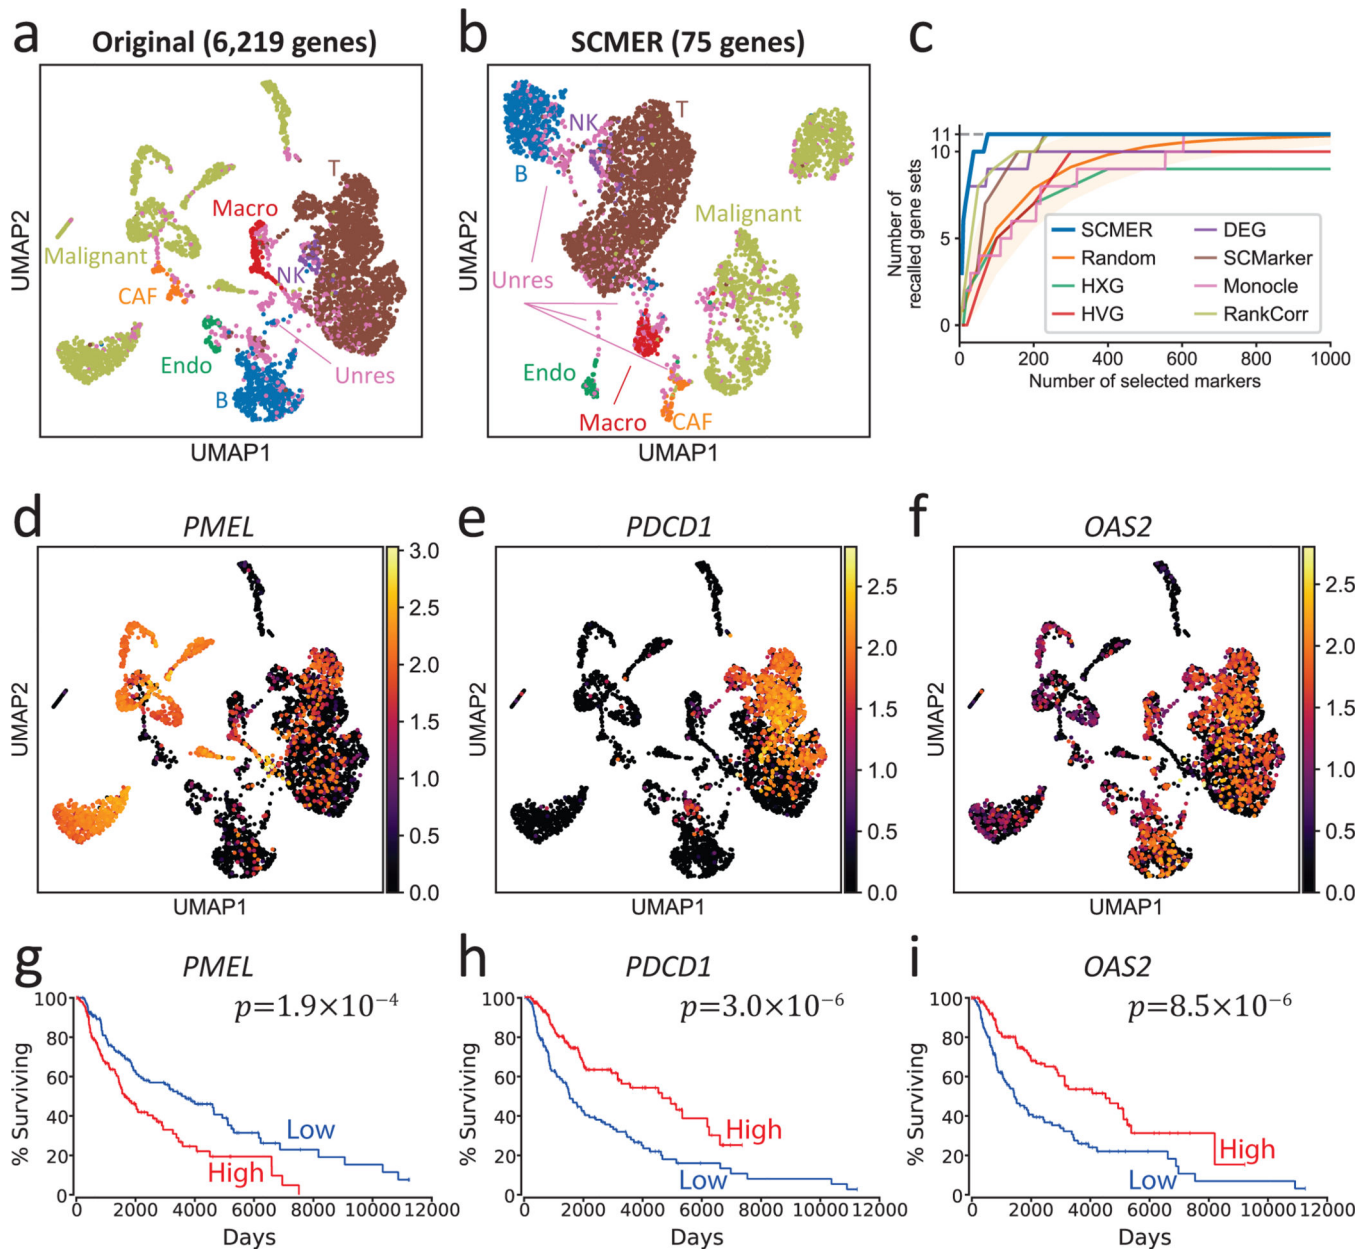 a
Original (6,219 genes)
UMAP2
UMAP1
T
Macro
Malignant
NK
CAF
Endo
Unres
B
b
SCMER (75 genes)
UMAP2
UMAP1
NK
T
B
Malignant
Unres
Endo
Macro
CAF
c
Number of
recalled gene sets
11
10
5
0
SCMER
Random
HXG
HVG
DEG
SCMarker
Monocle
RankCorr
0 200 400 600 800 1000
Number of selected markers
d
PMEL
UMAP2
UMAP1
3.0
2.5
2.0
1.5
1.0
0.5
0.0
e
PDCD1
UMAP2
UMAP1
2.5
2.0
1.5
1.0
0.5
0.0
f
OAS2
UMAP2
UMAP1
2.5
2.0
1.5
1.0
0.5
0.0
g
PMEL
p=1.9×10⁻⁴
% Surviving
100
80
60
40
20
0
Low
High
0 2000 4000 6000 8000 10000 12000
Days
h
PDCD1
p=3.0×10⁻⁶
% Surviving
100
80
60
40
20
0
High
Low
0 2000 4000 6000 8000 10000 12000
Days
i
OAS2
p=8.5×10⁻⁶
% Surviving
100
80
60
40
20
0
High
Low
0 2000 4000 6000 8000 10000 12000
Days